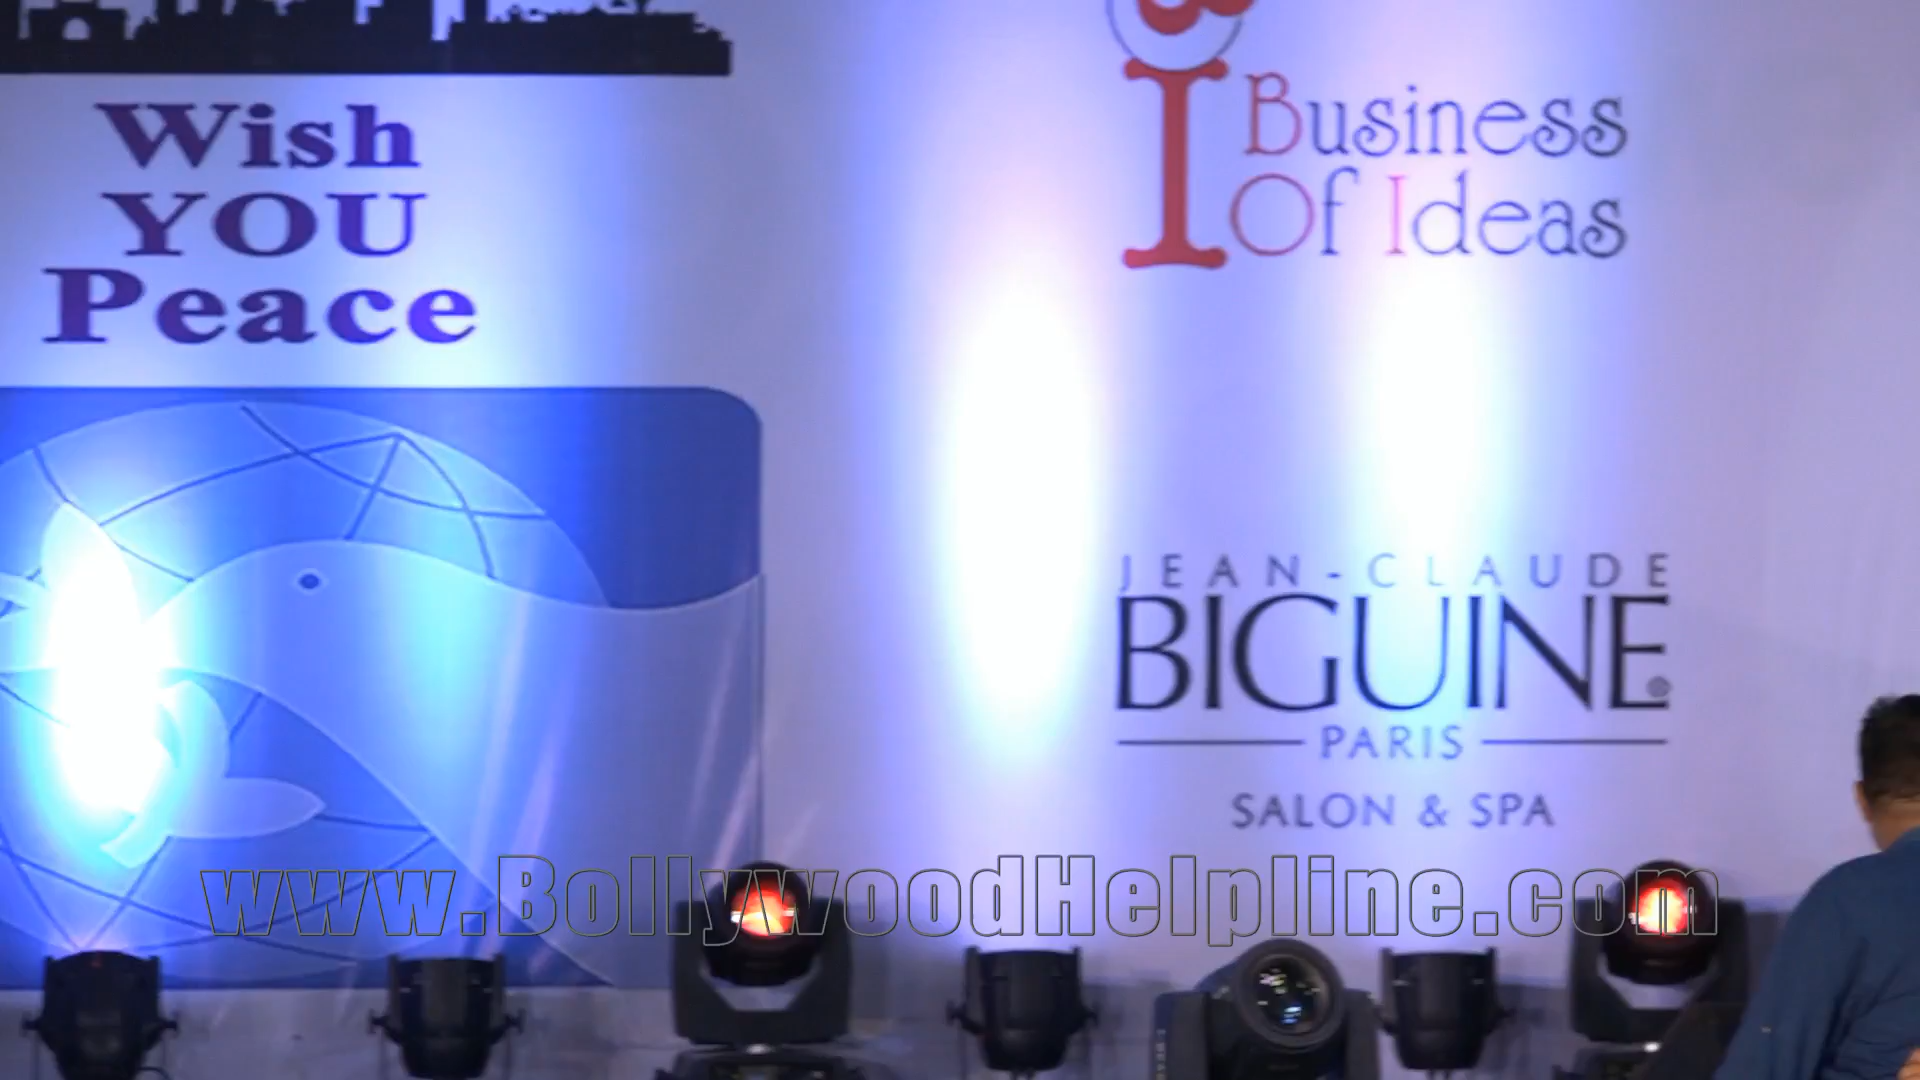 Wish
YOU
Peace
Business
Of Ideas
JEAN-CLAUDE
BIGUINE®
PARIS
SALON & SPA
www.BollywoodHelpline.com